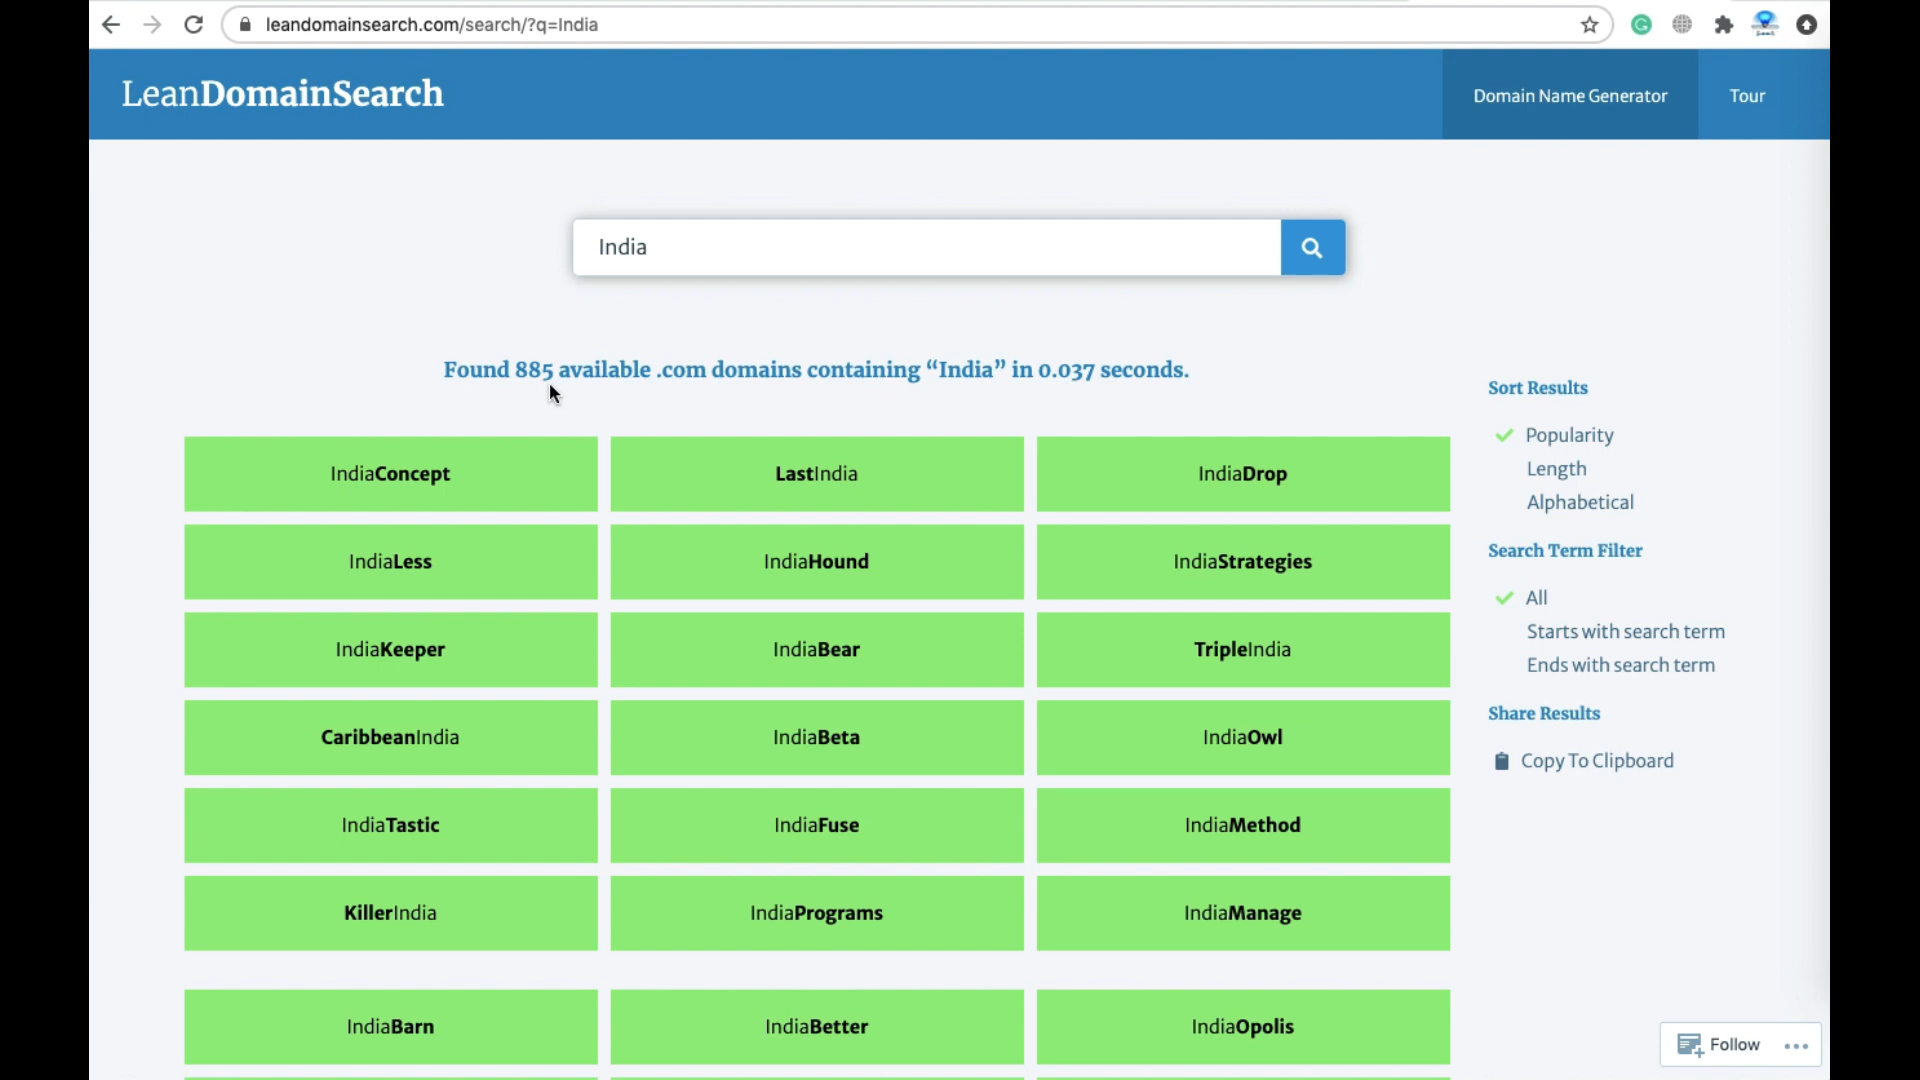 leandomainsearch.com/search/?q=India
LeanDomainSearch
Domain Name Generator
Tour
India
Found 885 available .com domains containing “India” in 0.037 seconds.
IndiaConcept
LastIndia
IndiaDrop
IndiaLess
IndiaHound
IndiaStrategies
IndiaKeeper
IndiaBear
TripleIndia
CaribbeanIndia
IndiaBeta
IndiaOwl
IndiaTastic
IndiaFuse
IndiaMethod
KillerIndia
IndiaPrograms
IndiaManage
IndiaBarn
IndiaBetter
IndiaOpolis
Sort Results
Popularity
Length
Alphabetical
Search Term Filter
All
Starts with search term
Ends with search term
Share Results
Copy To Clipboard
Follow